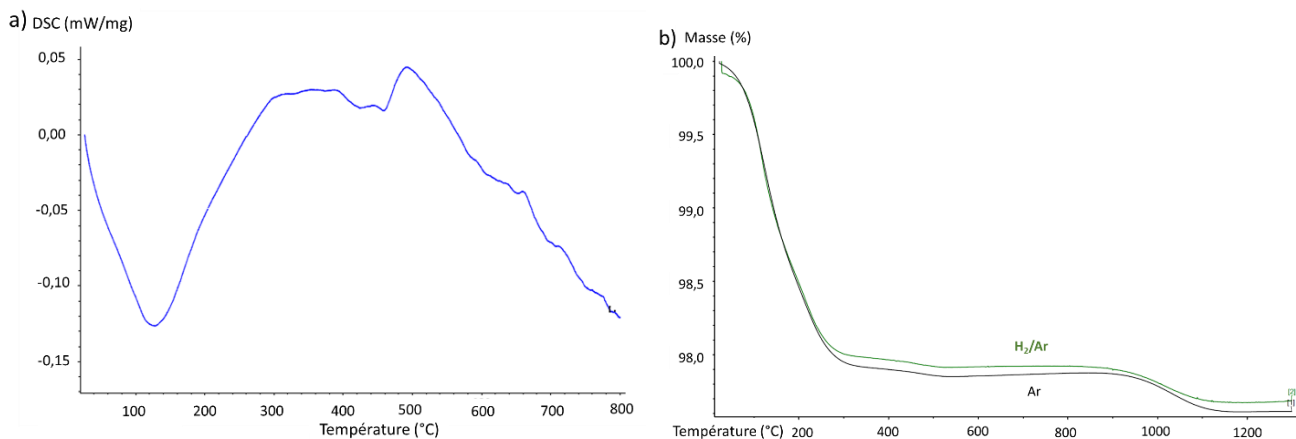 a) DSC (mW/mg)
0,05
0,00
-0,05
-0,10
-0,15
100 200 300 400 500 600 700 800
Température (°C)
b) Masse (%)
100,0
99,5
99,0
98,5
98,0
H₂/Ar
Ar
Température (°C) 200 400 600 800 1000 1200